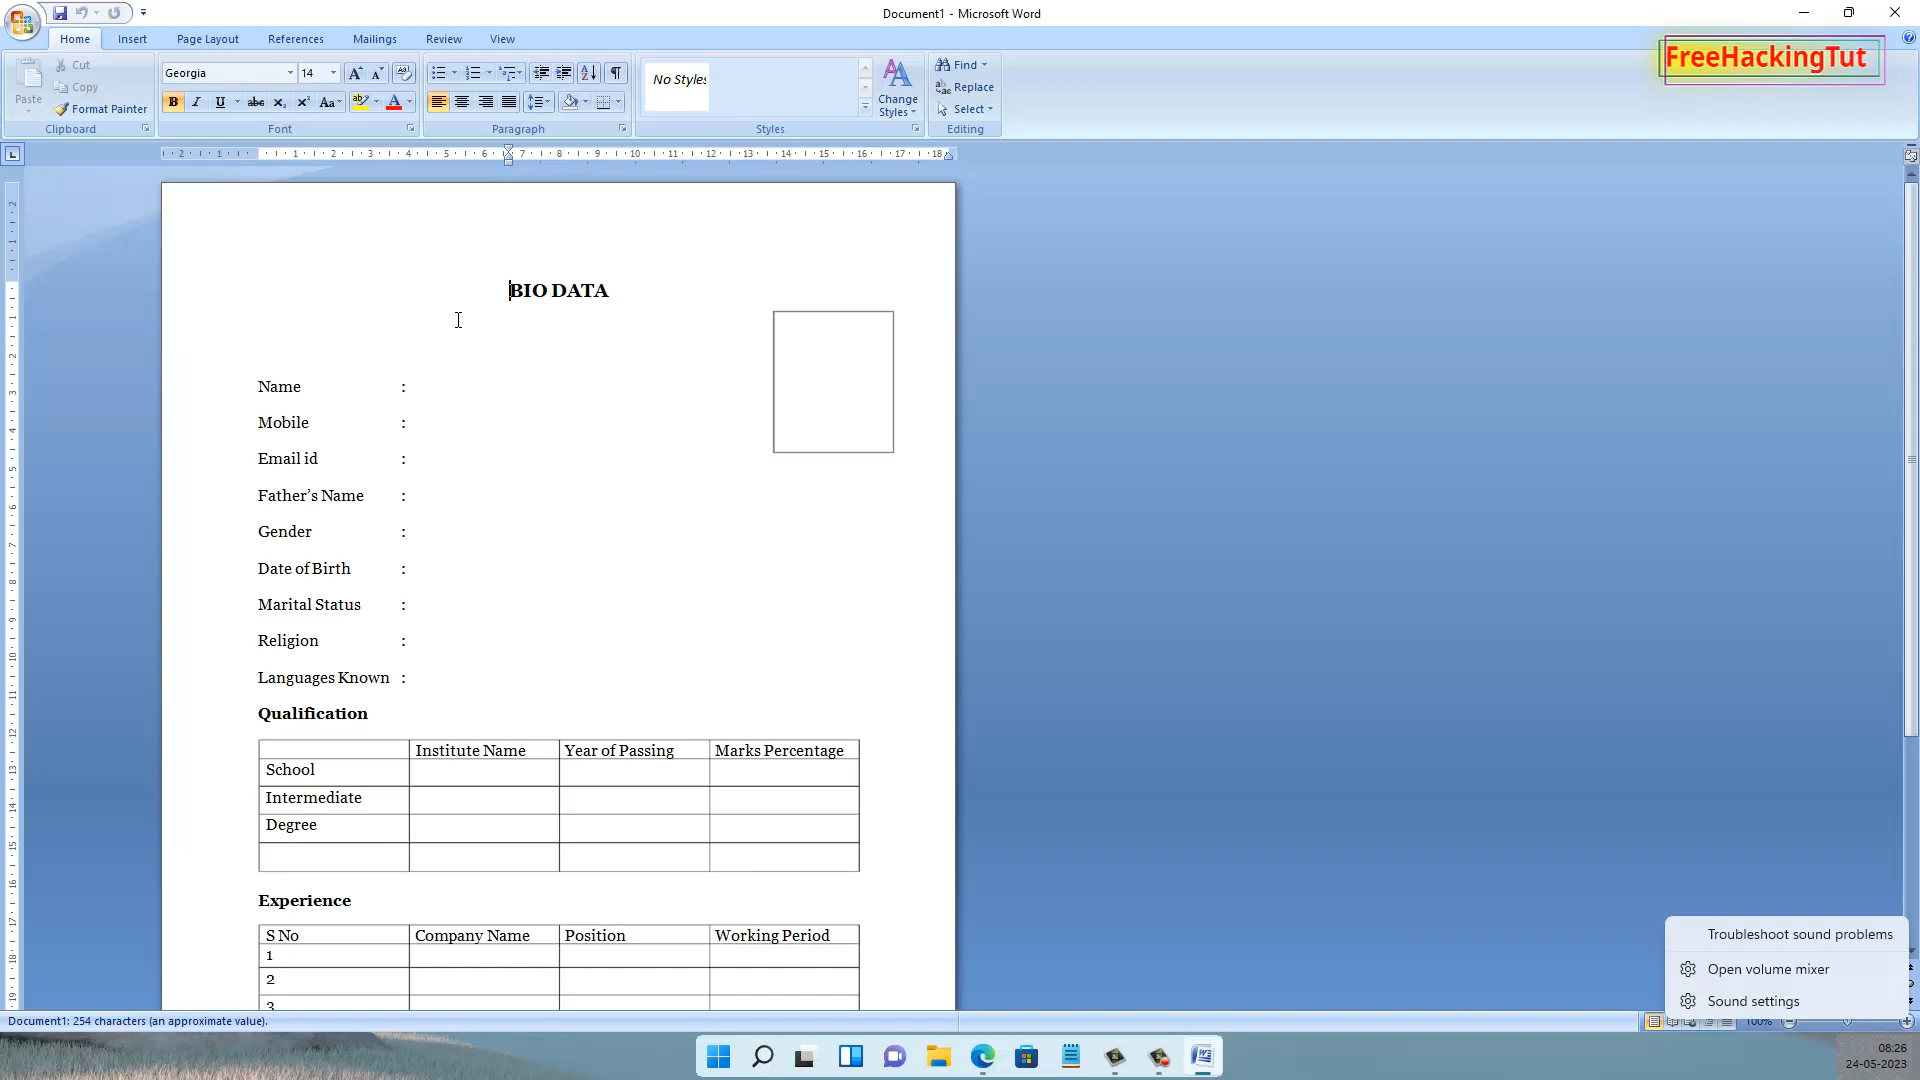 Document1 - Microsoft Word
Home Insert Page Layout References Mailings Review View
FreeHackingTut
Paste
Cut
Copy
Format Painter
Clipboard
Georgia 14
Font
Paragraph
No Styles
Change Styles
Styles
Find
Replace
Select
Editing
BIO DATA
Name :
Mobile :
Email id :
Father’s Name :
Gender :
Date of Birth :
Marital Status :
Religion :
Languages Known :
Qualification
Institute Name Year of Passing Marks Percentage
School
Intermediate
Degree
Experience
S No Company Name Position Working Period
1
2
3
Troubleshoot sound problems
Open volume mixer
Sound settings
Document1: 254 characters (an approximate value).
100%
08:26
24-05-2023